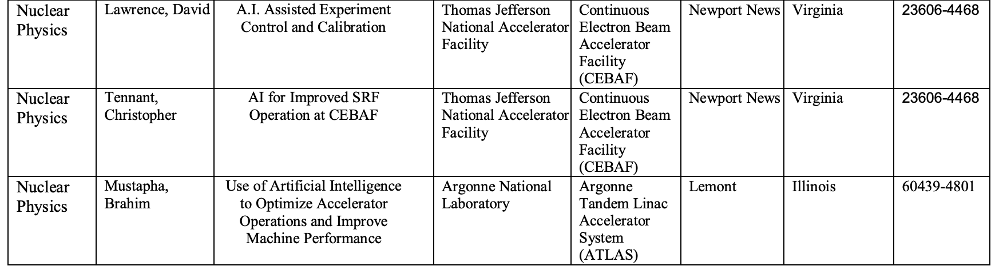 Nuclear
Physics
Lawrence, David
A.I. Assisted Experiment
Control and Calibration
Thomas Jefferson
National Accelerator
Facility
Continuous
Electron Beam
Accelerator
Facility
(CEBAF)
Newport News
Virginia
23606-4468
Nuclear
Physics
Tennant,
Christopher
AI for Improved SRF
Operation at CEBAF
Thomas Jefferson
National Accelerator
Facility
Continuous
Electron Beam
Accelerator
Facility
(CEBAF)
Newport News
Virginia
23606-4468
Nuclear
Physics
Mustapha,
Brahim
Use of Artificial Intelligence
to Optimize Accelerator
Operations and Improve
Machine Performance
Argonne National
Laboratory
Argonne
Tandem Linac
Accelerator
System
(ATLAS)
Lemont
Illinois
60439-4801